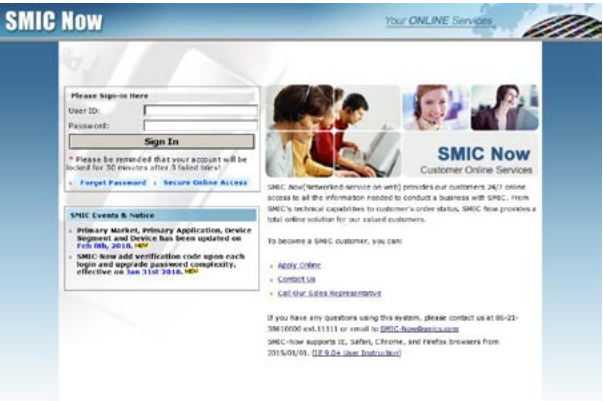 SMIC Now
Your ONLINE Services
Please Sign-in Here
User ID:
Password:
Sign In
* Please be reminded that your account will be
locked for 30 minutes after 3 failed tries!
Forget Password
Secure Online Access
SMIC Events & Notice
Primary Market, Primary Application, Device
Segment and Device has been updated on
Feb 8th, 2018. NEW
SMIC Now add verification code upon each
login and upgrade password complexity,
effective on Jan 31st 2018. NEW
SMIC Now
Customer Online Services
SMIC Now(Networked-service on web) provides our customers 24/7 online
access to all the information needed to conduct a business with SMIC. From
SMIC's technical capabilities to customer's order status, SMIC Now provides a
total online solution for our valued customers.
To become a SMIC customer, you can:
Apply Online
Contact Us
Call Our Sales Representative
If you have any questions using this system, please contact us at 86-21-
38610000 ext.11111 or email to SMIC-Now@smics.com
SMIC-Now supports IE, Safari, Chrome, and Firefox browsers from
2015/01/01. [IE 9.0+ User Instruction]